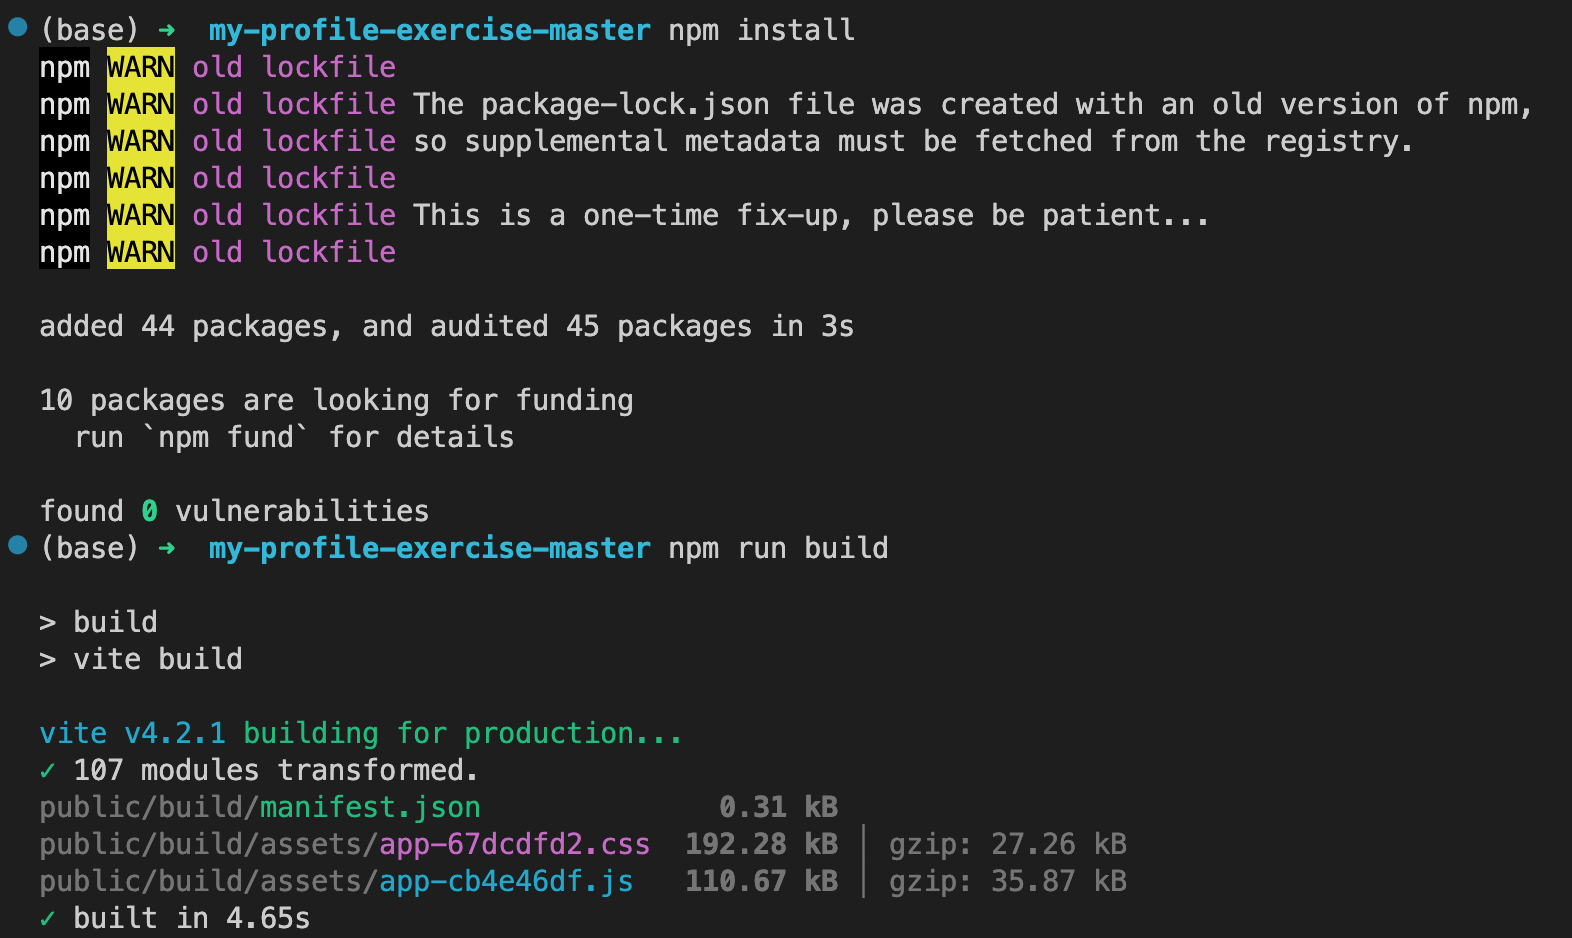 (base) ➜  my-profile-exercise-master npm install
npm WARN old lockfile
npm WARN old lockfile The package-lock.json file was created with an old version of npm,
npm WARN old lockfile so supplemental metadata must be fetched from the registry.
npm WARN old lockfile
npm WARN old lockfile This is a one-time fix-up, please be patient...
npm WARN old lockfile
added 44 packages, and audited 45 packages in 3s
10 packages are looking for funding
  run `npm fund` for details
found 0 vulnerabilities
(base) ➜  my-profile-exercise-master npm run build
> build
> vite build
vite v4.2.1 building for production...
✓ 107 modules transformed.
public/build/manifest.json              0.31 kB
public/build/assets/app-67dcdfd2.css  192.28 kB │ gzip: 27.26 kB
public/build/assets/app-cb4e46df.js   110.67 kB │ gzip: 35.87 kB
✓ built in 4.65s